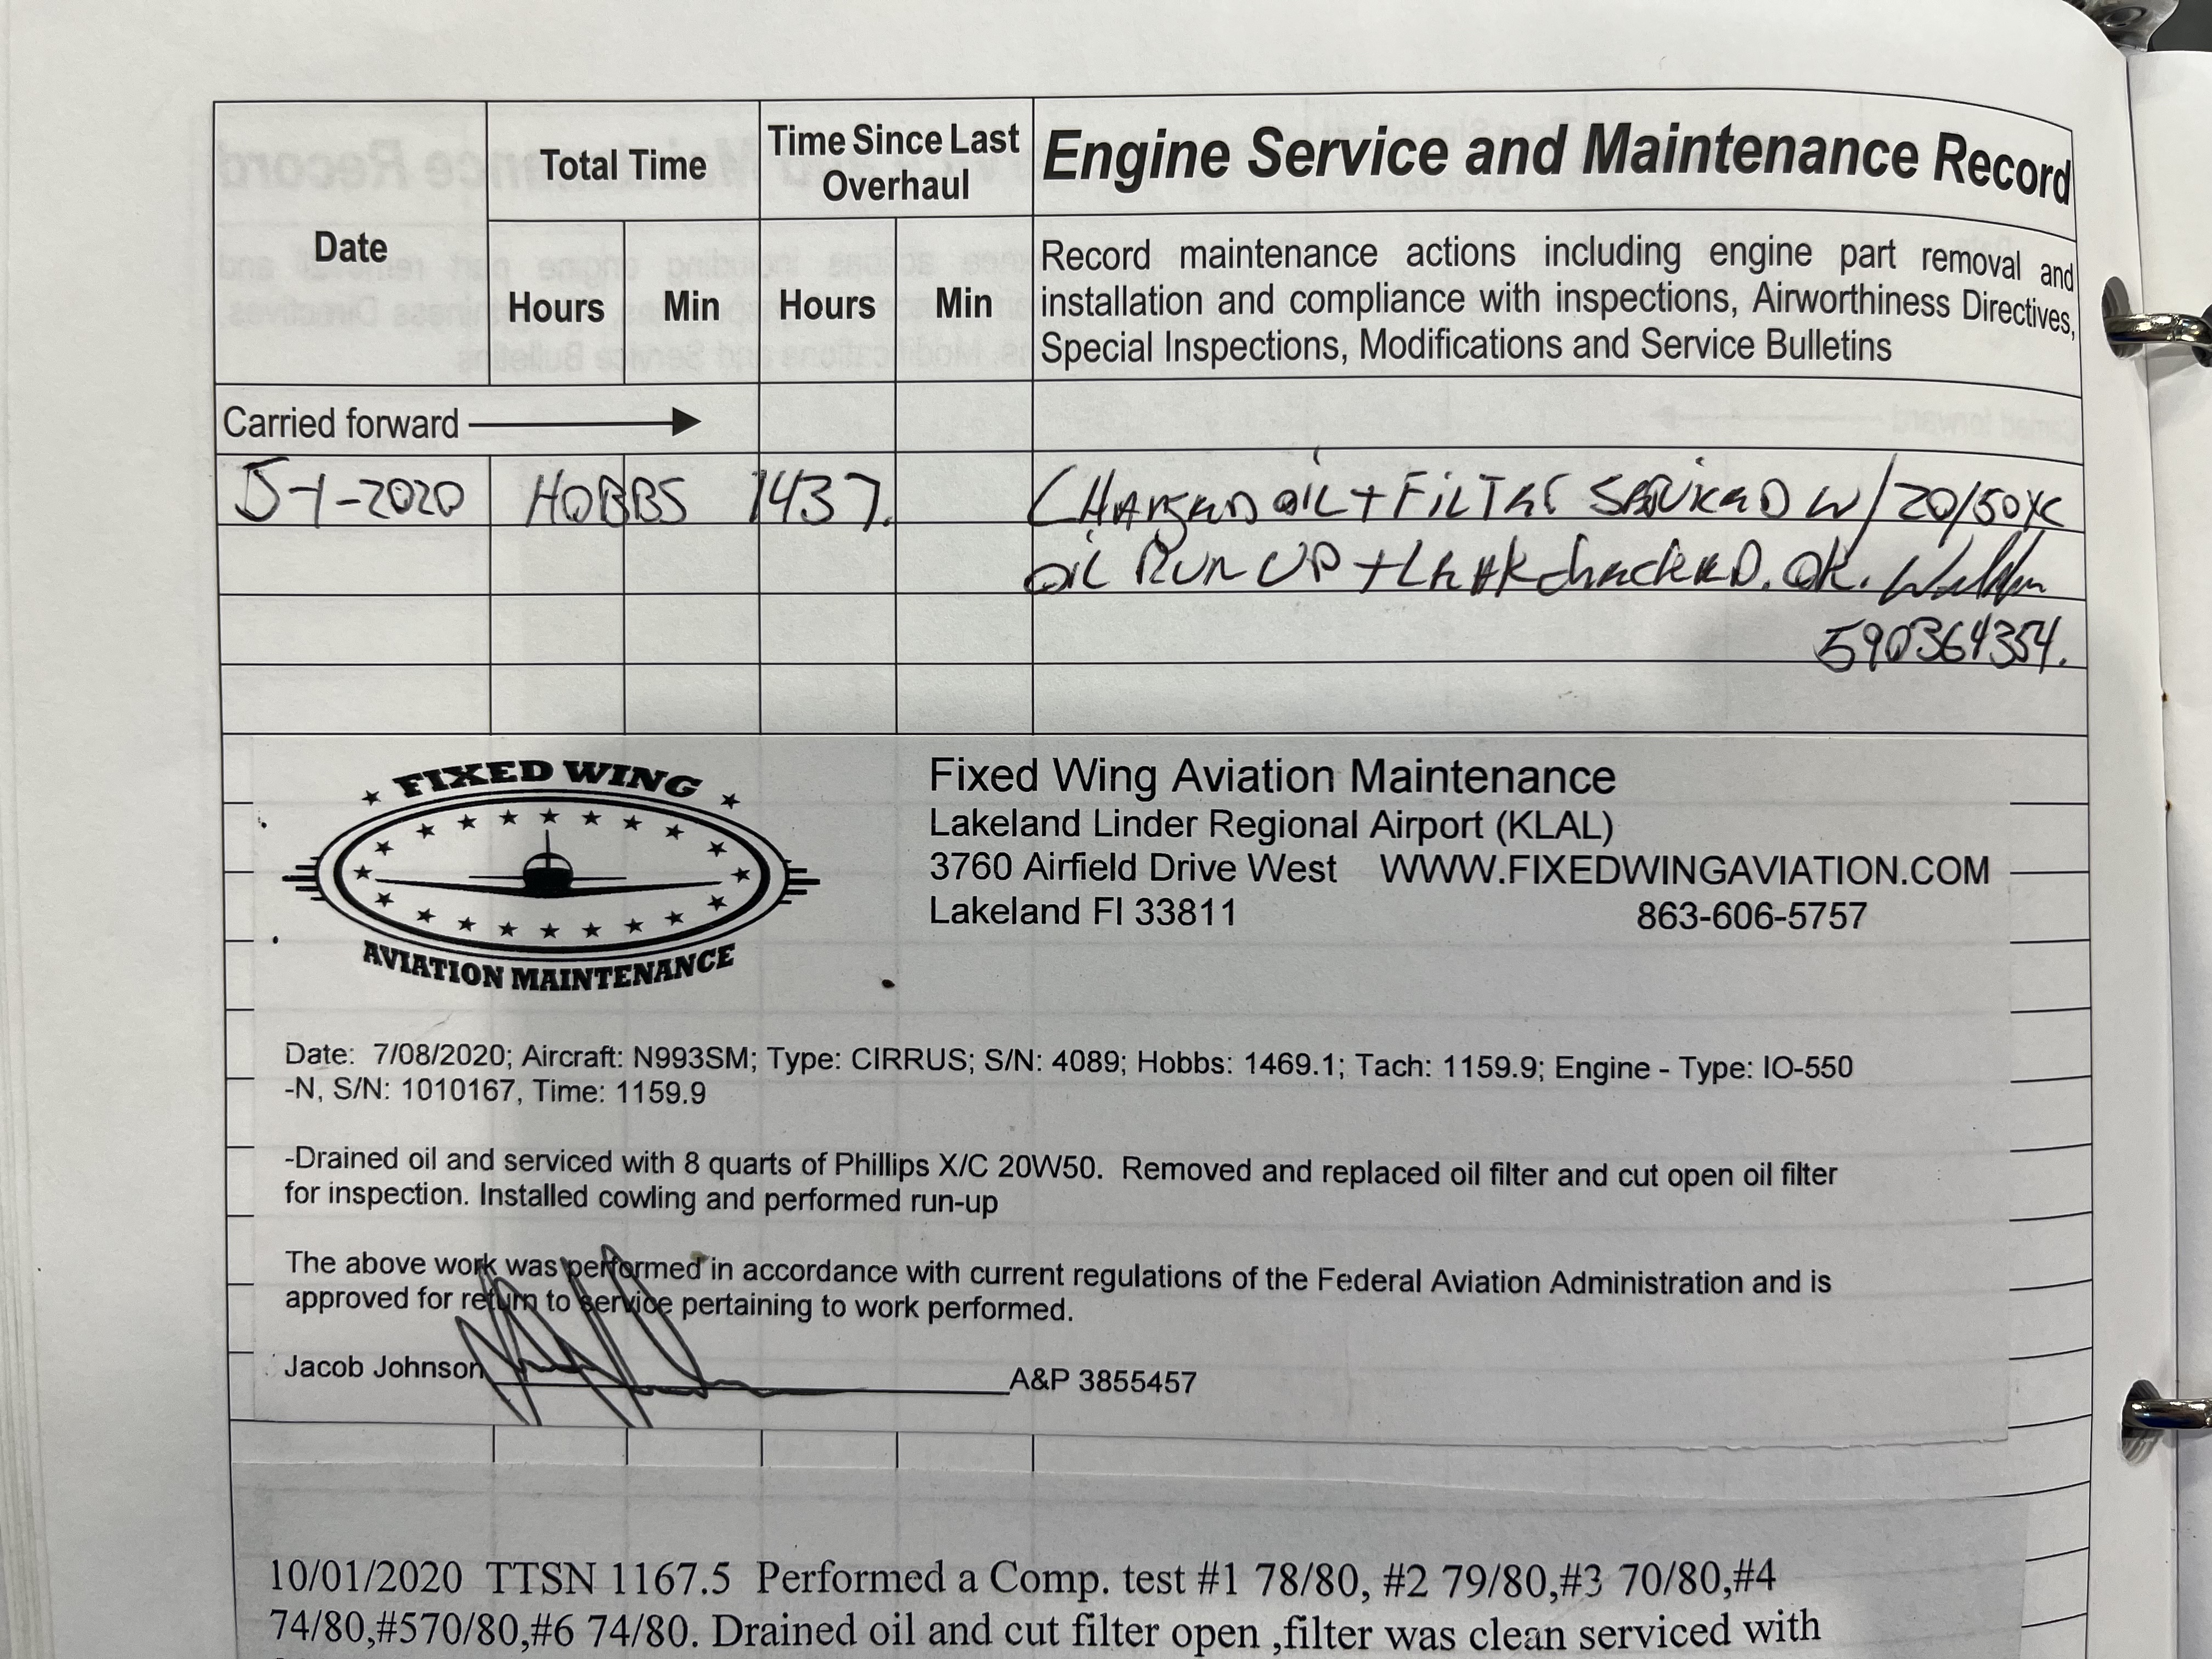 Engine Service and Maintenance Record
Date
Total Time
Time Since Last
Overhaul
Hours Min Hours Min
Record maintenance actions including engine part removal and
installation and compliance with inspections, Airworthiness Directives,
Special Inspections, Modifications and Service Bulletins
Carried forward
5-1-2020 HOBBS 1437. CHANGED OIL + FILTER SERVICED W/20/50XC
OIL RUN UP + LEAK checkED. OK.
590364354.
FIXED WING
AVIATION MAINTENANCE
Fixed Wing Aviation Maintenance
Lakeland Linder Regional Airport (KLAL)
3760 Airfield Drive West WWW.FIXEDWINGAVIATION.COM
Lakeland Fl 33811 863-606-5757
Date: 7/08/2020; Aircraft: N993SM; Type: CIRRUS; S/N: 4089; Hobbs: 1469.1; Tach: 1159.9; Engine - Type: IO-550
-N, S/N: 1010167, Time: 1159.9
-Drained oil and serviced with 8 quarts of Phillips X/C 20W50. Removed and replaced oil filter and cut open oil filter
for inspection. Installed cowling and performed run-up
The above work was performed in accordance with current regulations of the Federal Aviation Administration and is
approved for return to service pertaining to work performed.
Jacob Johnson A&P 3855457
10/01/2020 TTSN 1167.5 Performed a Comp. test #1 78/80, #2 79/80,#3 70/80,#4
74/80,#570/80,#6 74/80. Drained oil and cut filter open ,filter was clean serviced with